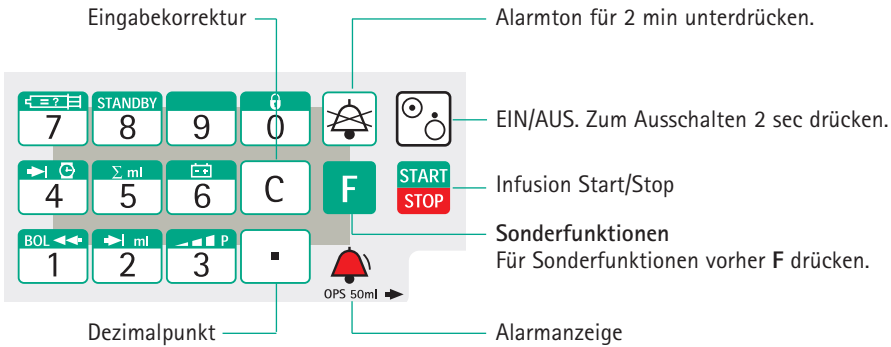 Eingabekorrektur
Alarmton für 2 min unterdrücken.
= ?
STANDBY
7
8
9
0
EIN/AUS. Zum Ausschalten 2 sec drücken.
Σ ml
4
5
6
C
F
START
STOP
Infusion Start/Stop
BOL
ml
P
1
2
3
.
Sonderfunktionen
Für Sonderfunktionen vorher F drücken.
OPS 50ml
Dezimalpunkt
Alarmanzeige